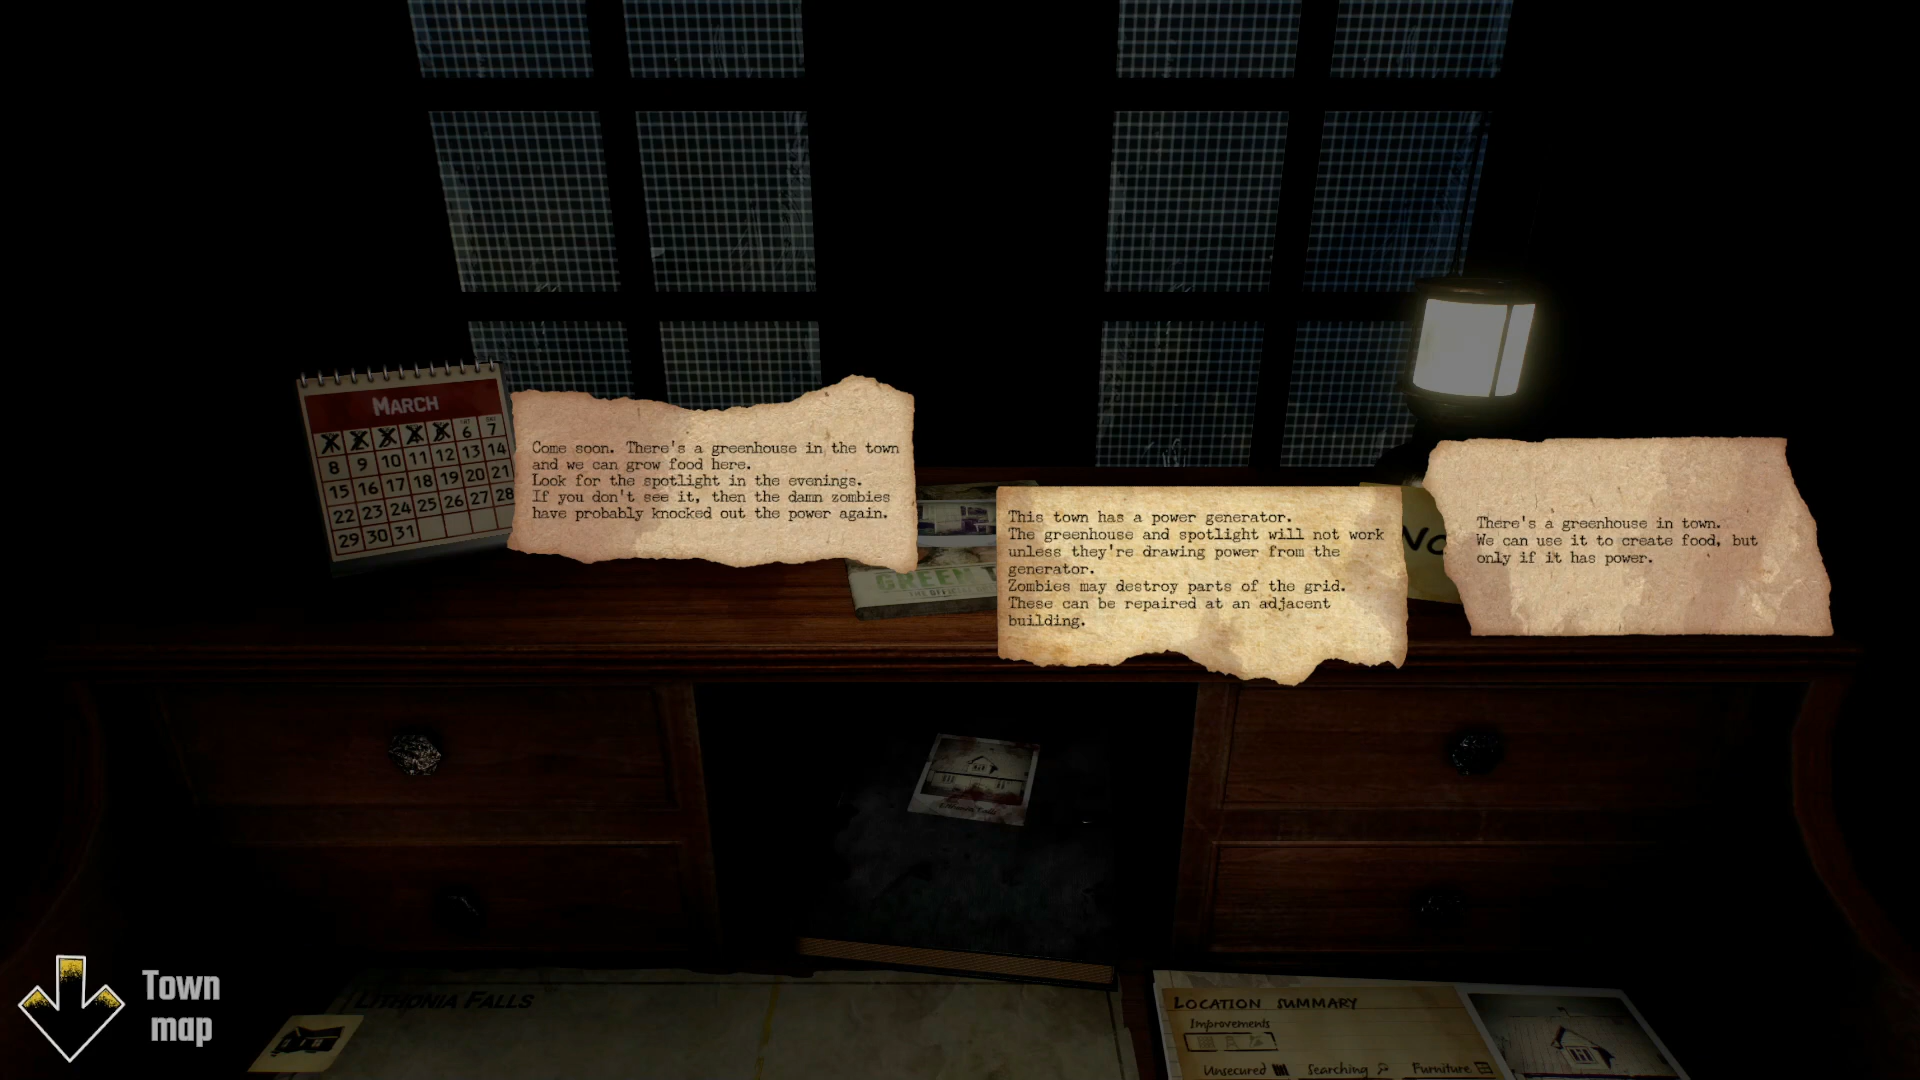 MARCH
6 7
8 9 10 11 12 13 14
15 16 17 18 19 20 21
22 23 24 25 26 27 28
29 30 31
Come soon. There's a greenhouse in the town
and we can grow food here.
Look for the spotlight in the evenings.
If you don't see it, then the damn zombies
have probably knocked out the power again.
GREEN
This town has a power generator.
The greenhouse and spotlight will not work
unless they're drawing power from the
generator.
Zombies may destroy parts of the grid.
These can be repaired at an adjacent
building.
There's a greenhouse in town.
We can use it to create food, but
only if it has power.
Town
map
LITHONIA FALLS
LOCATION SUMMARY
Improvements
Unsecured Searching Furniture